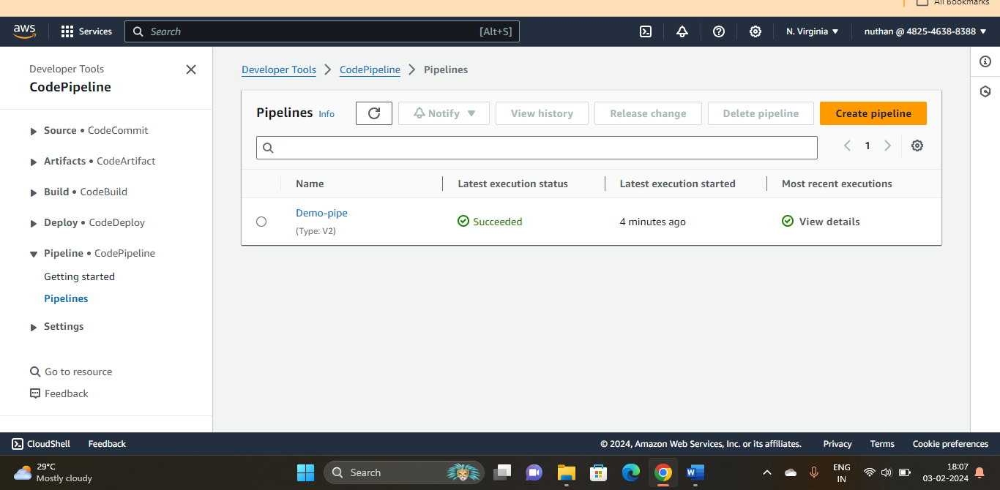 All Bookmarks
aws Services Search [Alt+S] N. Virginia ▼ nuthan @ 4825-4638-8388 ▼
Developer Tools
CodePipeline
Source • CodeCommit
Artifacts • CodeArtifact
Build • CodeBuild
Deploy • CodeDeploy
Pipeline • CodePipeline
Getting started
Pipelines
Settings
Go to resource
Feedback
Developer Tools > CodePipeline > Pipelines
Pipelines Info Notify ▼ View history Release change Delete pipeline Create pipeline
1
Name Latest execution status Latest execution started Most recent executions
Demo-pipe
(Type: V2)
Succeeded 4 minutes ago View details
CloudShell Feedback © 2024, Amazon Web Services, Inc. or its affiliates. Privacy Terms Cookie preferences
29°C
Mostly cloudy
Search
ENG
IN
18:07
03-02-2024